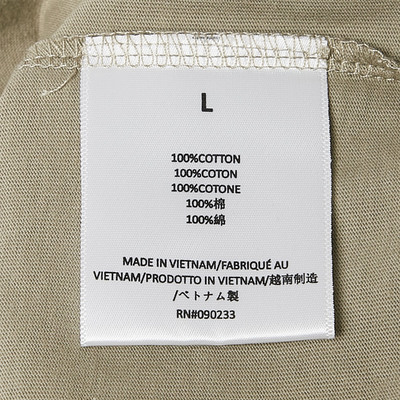 L
100%COTTON
100%COTON
100%COTONE
100%棉
100%綿
MADE IN VIETNAM/FABRIQUÉ AU
VIETNAM/PRODOTTO IN VIETNAM/越南制造
/ベトナム製
RN#090233